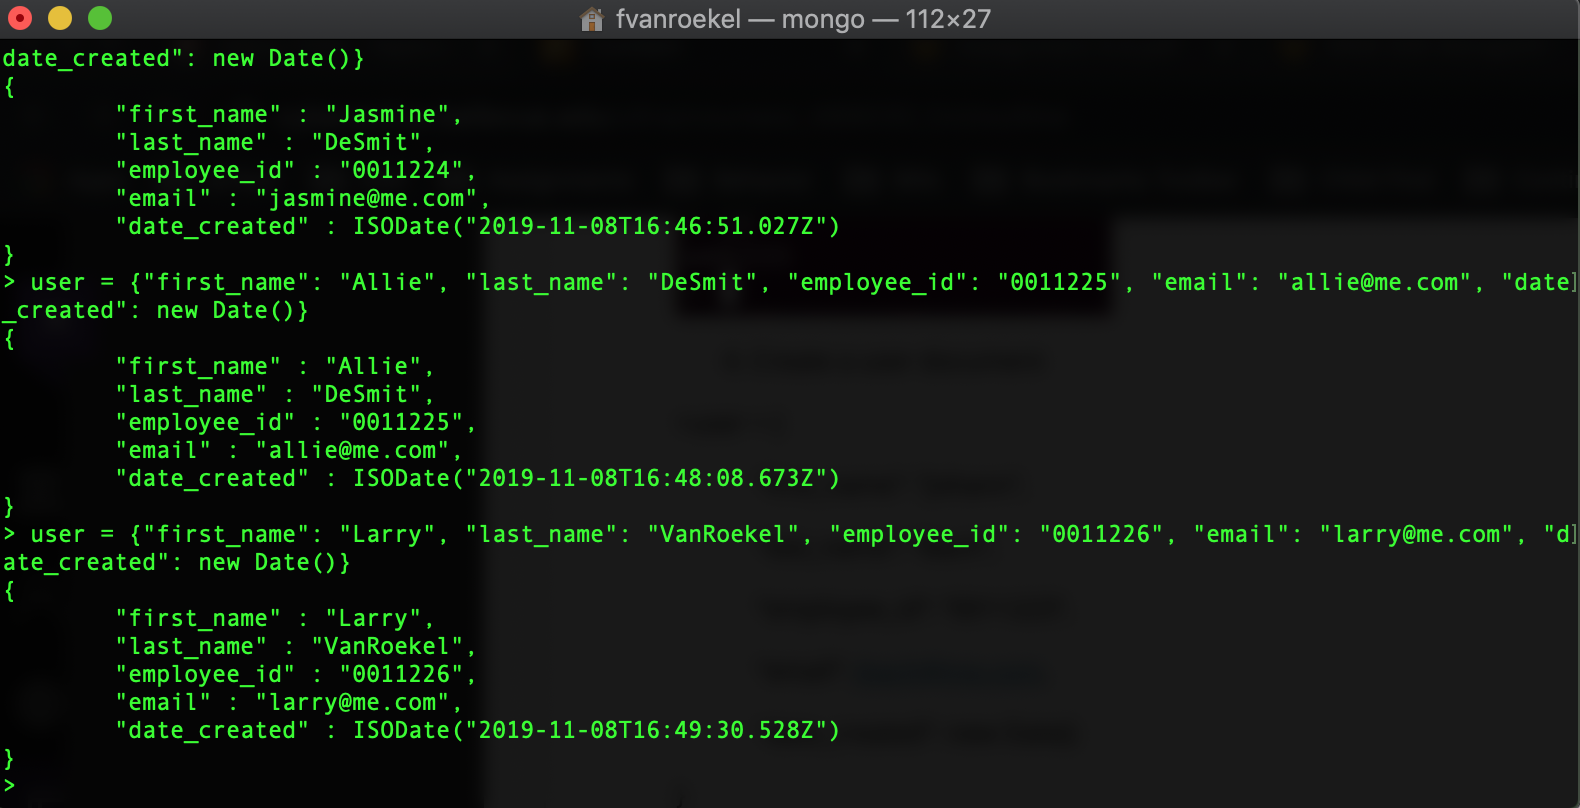 fvanroekel — mongo — 112×27
date_created": new Date()}
{
        "first_name" : "Jasmine",
        "last_name" : "DeSmit",
        "employee_id" : "0011224",
        "email" : "jasmine@me.com",
        "date_created" : ISODate("2019-11-08T16:46:51.027Z")
}
> user = {"first_name": "Allie", "last_name": "DeSmit", "employee_id": "0011225", "email": "allie@me.com", "date]
_created": new Date()}
{
        "first_name" : "Allie",
        "last_name" : "DeSmit",
        "employee_id" : "0011225",
        "email" : "allie@me.com",
        "date_created" : ISODate("2019-11-08T16:48:08.673Z")
}
> user = {"first_name": "Larry", "last_name": "VanRoekel", "employee_id": "0011226", "email": "larry@me.com", "d]
ate_created": new Date()}
{
        "first_name" : "Larry",
        "last_name" : "VanRoekel",
        "employee_id" : "0011226",
        "email" : "larry@me.com",
        "date_created" : ISODate("2019-11-08T16:49:30.528Z")
}
>